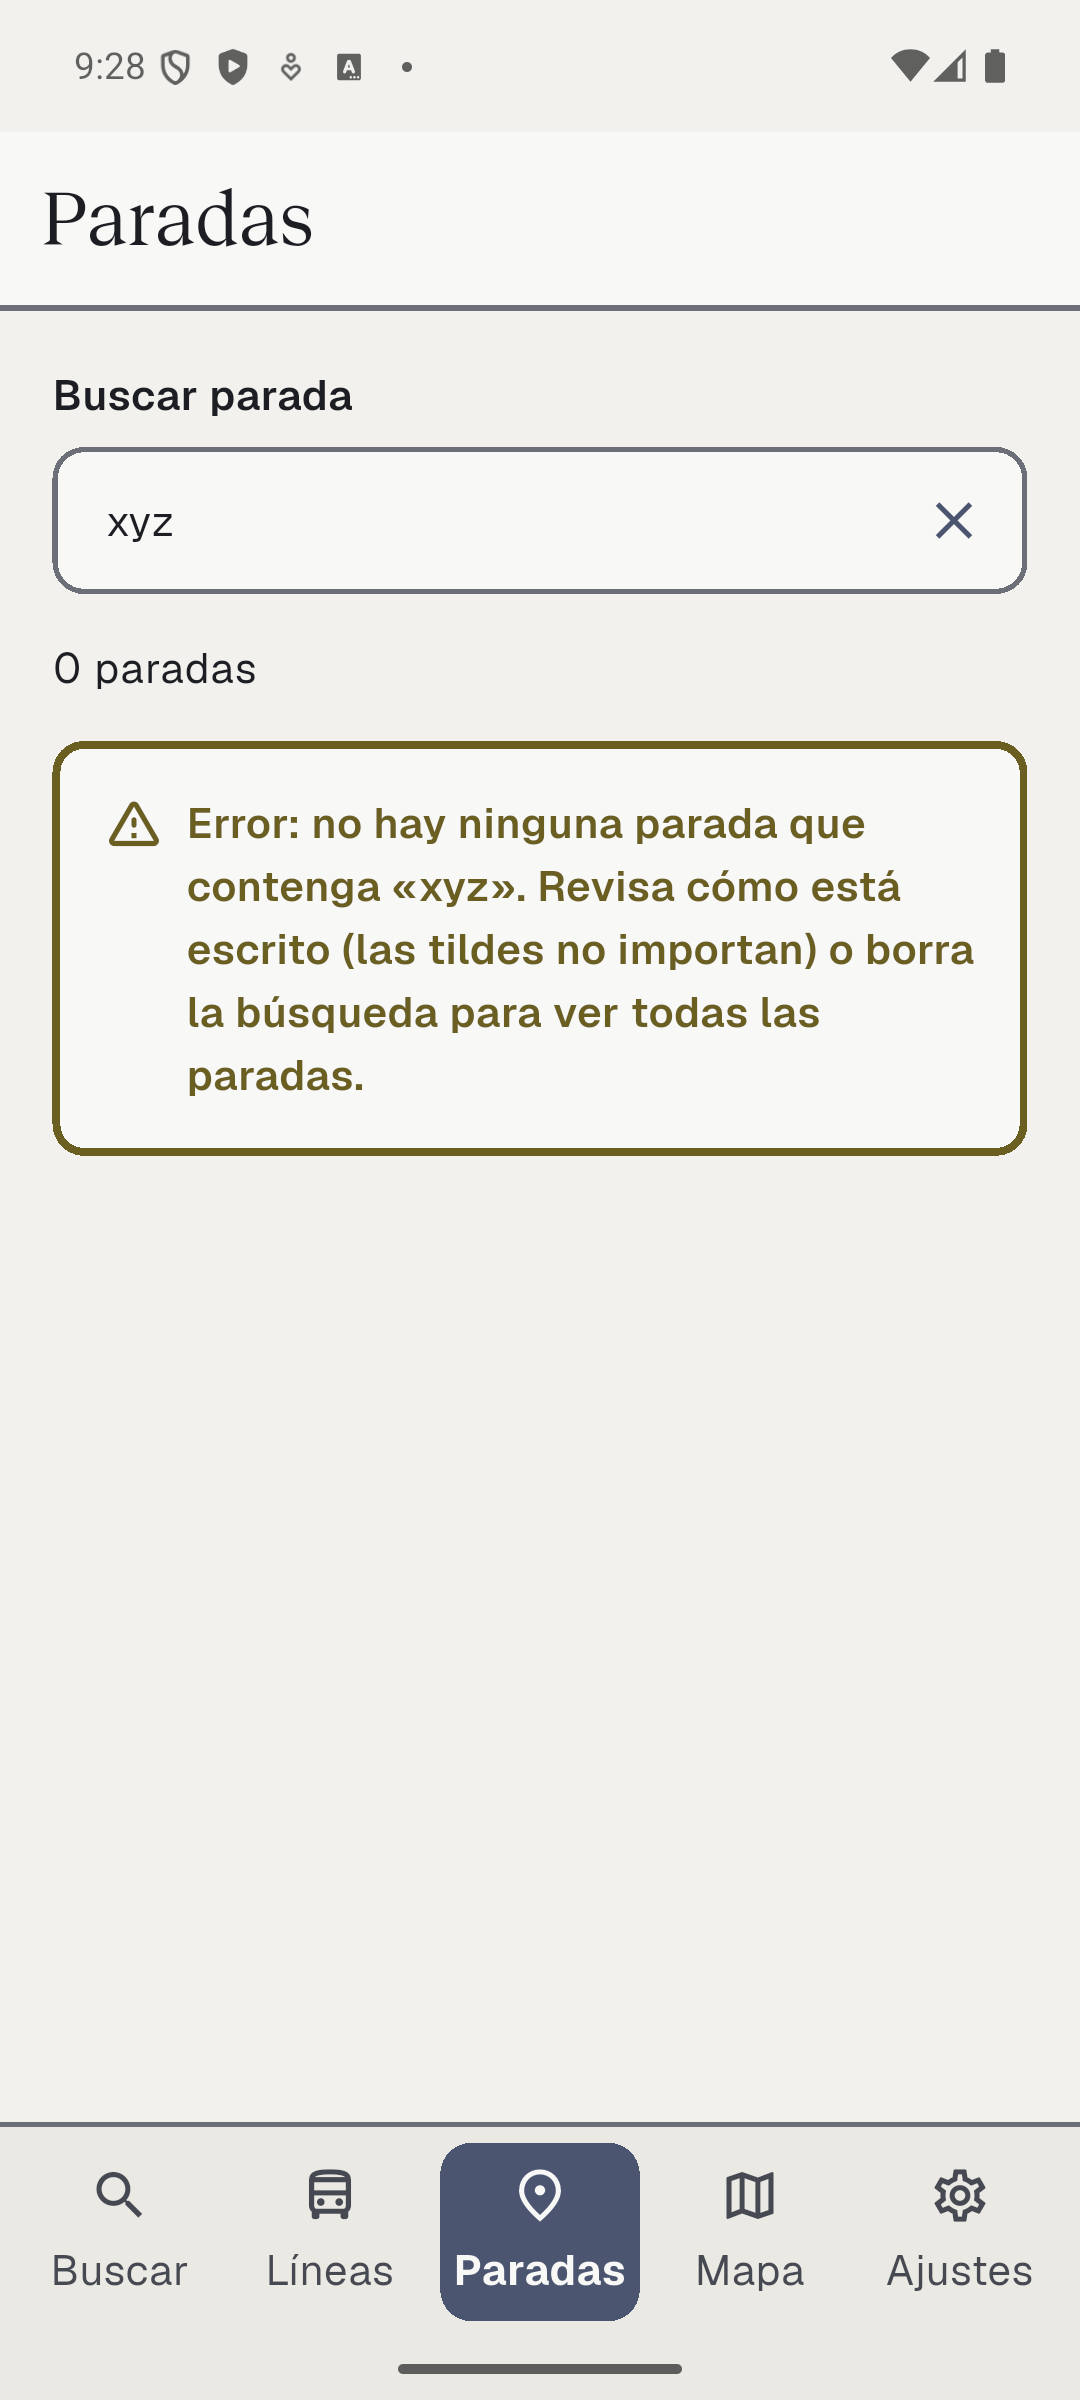 9:28
Paradas
Buscar parada
xyz
0 paradas
Error: no hay ninguna parada que
contenga «xyz». Revisa cómo está
escrito (las tildes no importan) o borra
la búsqueda para ver todas las
paradas.
Buscar
Líneas
Paradas
Mapa
Ajustes